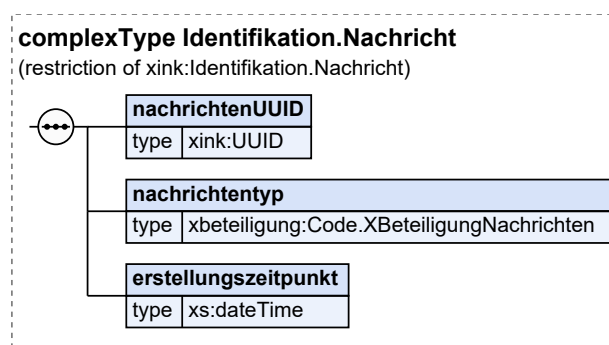 complexType Identifikation.Nachricht
(restriction of xink:Identifikation.Nachricht)
nachrichtenUUID
type xink:UUID
nachrichtentyp
type xbeteiligung:Code.XBeteiligungNachrichten
erstellungszeitpunkt
type xs:dateTime